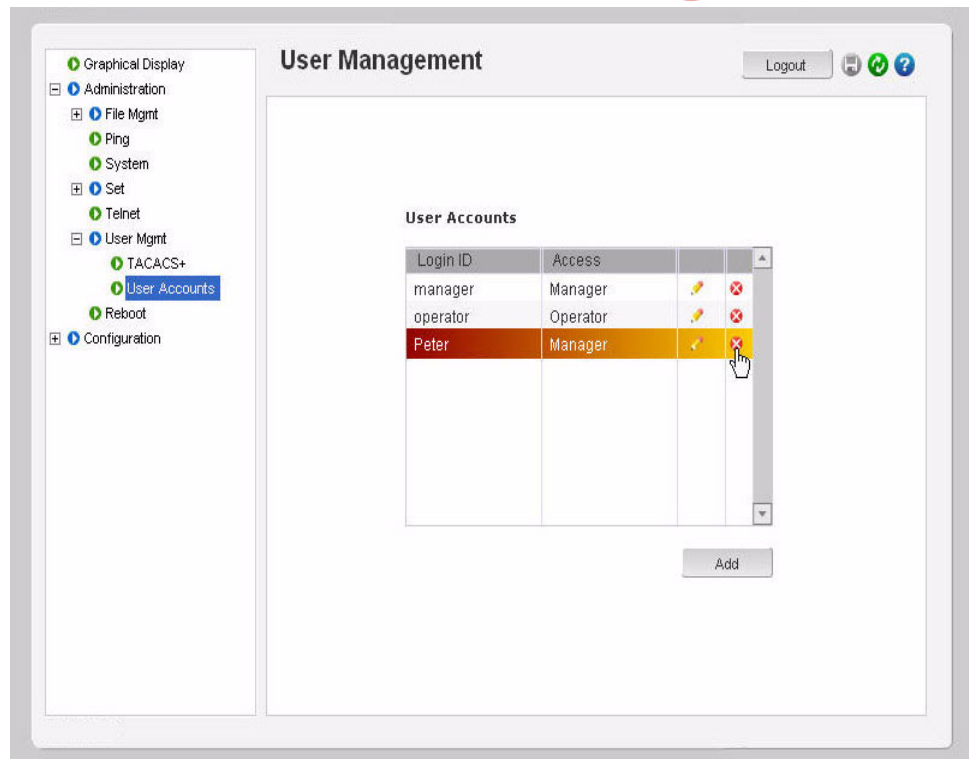 Graphical Display
Administration
File Mgmt
Ping
System
Set
Telnet
User Mgmt
TACACS+
User Accounts
Reboot
Configuration
User Management
Logout
User Accounts
Login ID Access
manager Manager
operator Operator
Peter Manager
Add